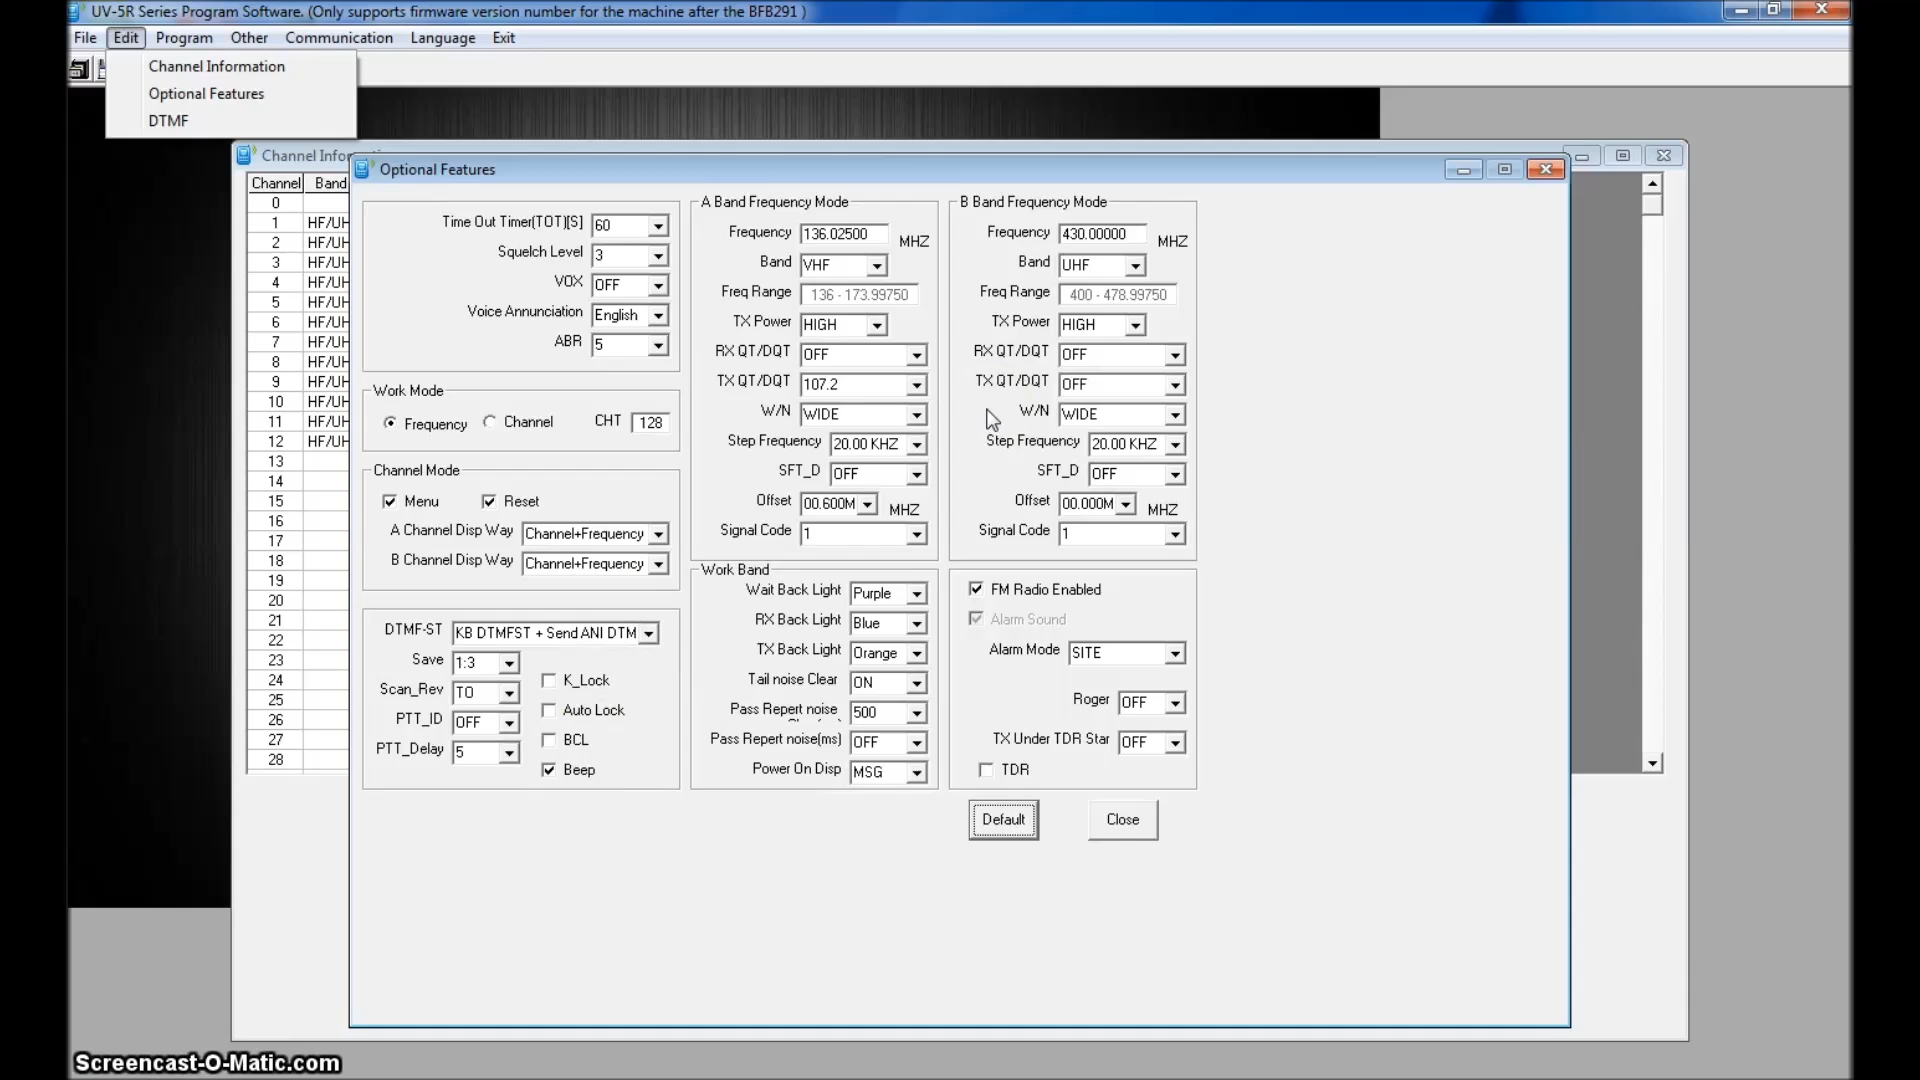 UV-5R Series Program Software. (Only supports firmware version number for the machine after the BFB291 )
File Edit Program Other Communication Language Exit
Channel Information
Optional Features
DTMF
Channel Infor
Optional Features
Channel Band
0
1 HF/UH
2 HF/UH
3 HF/UH
4 HF/UH
5 HF/UH
6 HF/UH
7 HF/UH
8 HF/UH
9 HF/UH
10 HF/UH
11 HF/UH
12 HF/UH
13
14
15
16
17
18
19
20
21
22
23
24
25
26
27
28
Time Out Timer(TOT)[S] 60
Squelch Level 3
VOX OFF
Voice Annunciation English
ABR 5
Work Mode
Frequency Channel CHT 128
Channel Mode
Menu Reset
A Channel Disp Way Channel+Frequency
B Channel Disp Way Channel+Frequency
DTMF-ST KB DTMFST + Send ANI DTM
Save 1:3
K_Lock
Scan_Rev TO
Auto Lock
PTT_ID OFF
BCL
PTT_Delay 5
Beep
A Band Frequency Mode
Frequency 136.02500 MHZ
Band VHF
Freq Range 136 - 173.99750
TX Power HIGH
RX QT/DQT OFF
TX QT/DQT 107.2
W/N WIDE
Step Frequency 20.00 KHZ
SFT_D OFF
Offset 00.600M MHZ
Signal Code 1
B Band Frequency Mode
Frequency 430.00000 MHZ
Band UHF
Freq Range 400 - 478.99750
TX Power HIGH
RX QT/DQT OFF
TX QT/DQT OFF
W/N WIDE
Step Frequency 20.00 KHZ
SFT_D OFF
Offset 00.000M MHZ
Signal Code 1
Work Band
Wait Back Light Purple
RX Back Light Blue
TX Back Light Orange
Tail noise Clear ON
Pass Repert noise 500
Pass Repert noise(ms) OFF
Power On Disp MSG
FM Radio Enabled
Alarm Sound
Alarm Mode SITE
Roger OFF
TX Under TDR Star OFF
TDR
Default Close
Screencast-O-Matic.com